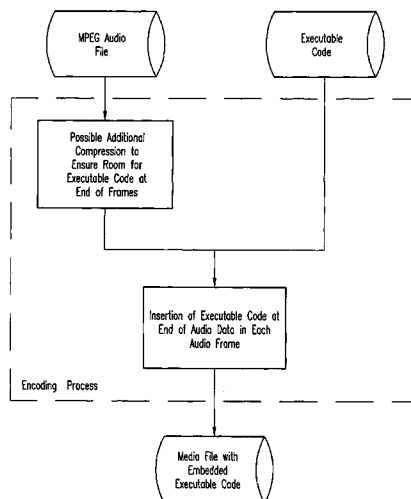 MPEG Audio
File
Executable
Code
Possible Additional
Compression to
Ensure Room for
Executable Code at
End of Frames
Insertion of Executable Code at
End of Audio Data in Each
Audio Frame
Encoding Process
Media File with
Embedded
Executable Code